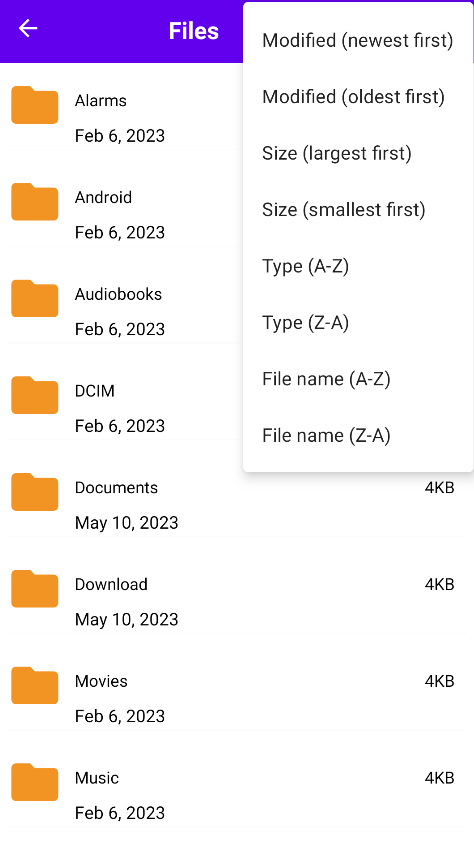 Files
Modified (newest first)
Modified (oldest first)
Size (largest first)
Size (smallest first)
Type (A-Z)
Type (Z-A)
File name (A-Z)
File name (Z-A)
Alarms
Feb 6, 2023
Android
Feb 6, 2023
Audiobooks
Feb 6, 2023
DCIM
Feb 6, 2023
Documents 4KB
May 10, 2023
Download 4KB
May 10, 2023
Movies 4KB
Feb 6, 2023
Music 4KB
Feb 6, 2023